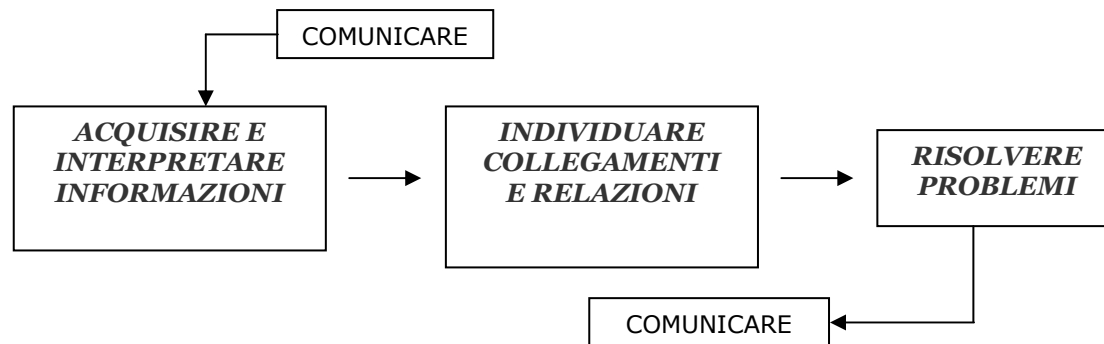 COMUNICARE
ACQUISIRE E
INTERPRETARE
INFORMAZIONI
INDIVIDUARE
COLLEGAMENTI
E RELAZIONI
RISOLVERE
PROBLEMI
COMUNICARE